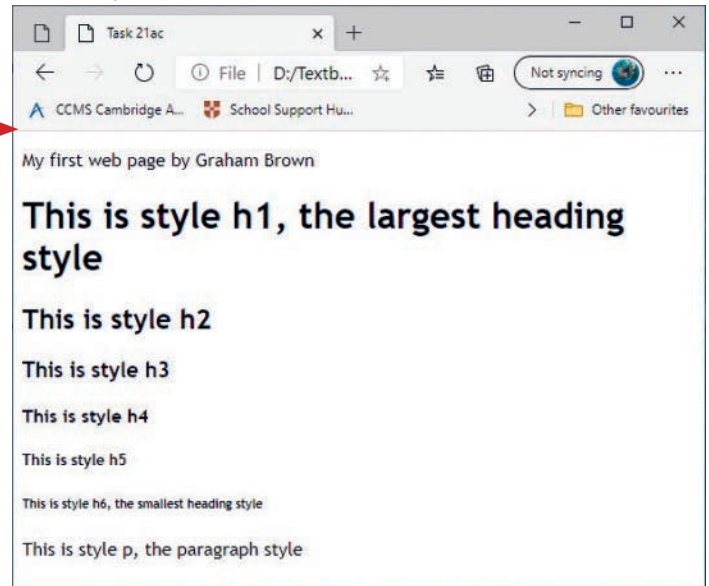 Task 21ac
File | D:/Textb...
Not syncing
CCMS Cambridge A...
School Support Hu...
Other favourites
My first web page by Graham Brown
This is style h1, the largest heading
style
This is style h2
This is style h3
This is style h4
This is style h5
This is style h6, the smallest heading style
This is style p, the paragraph style